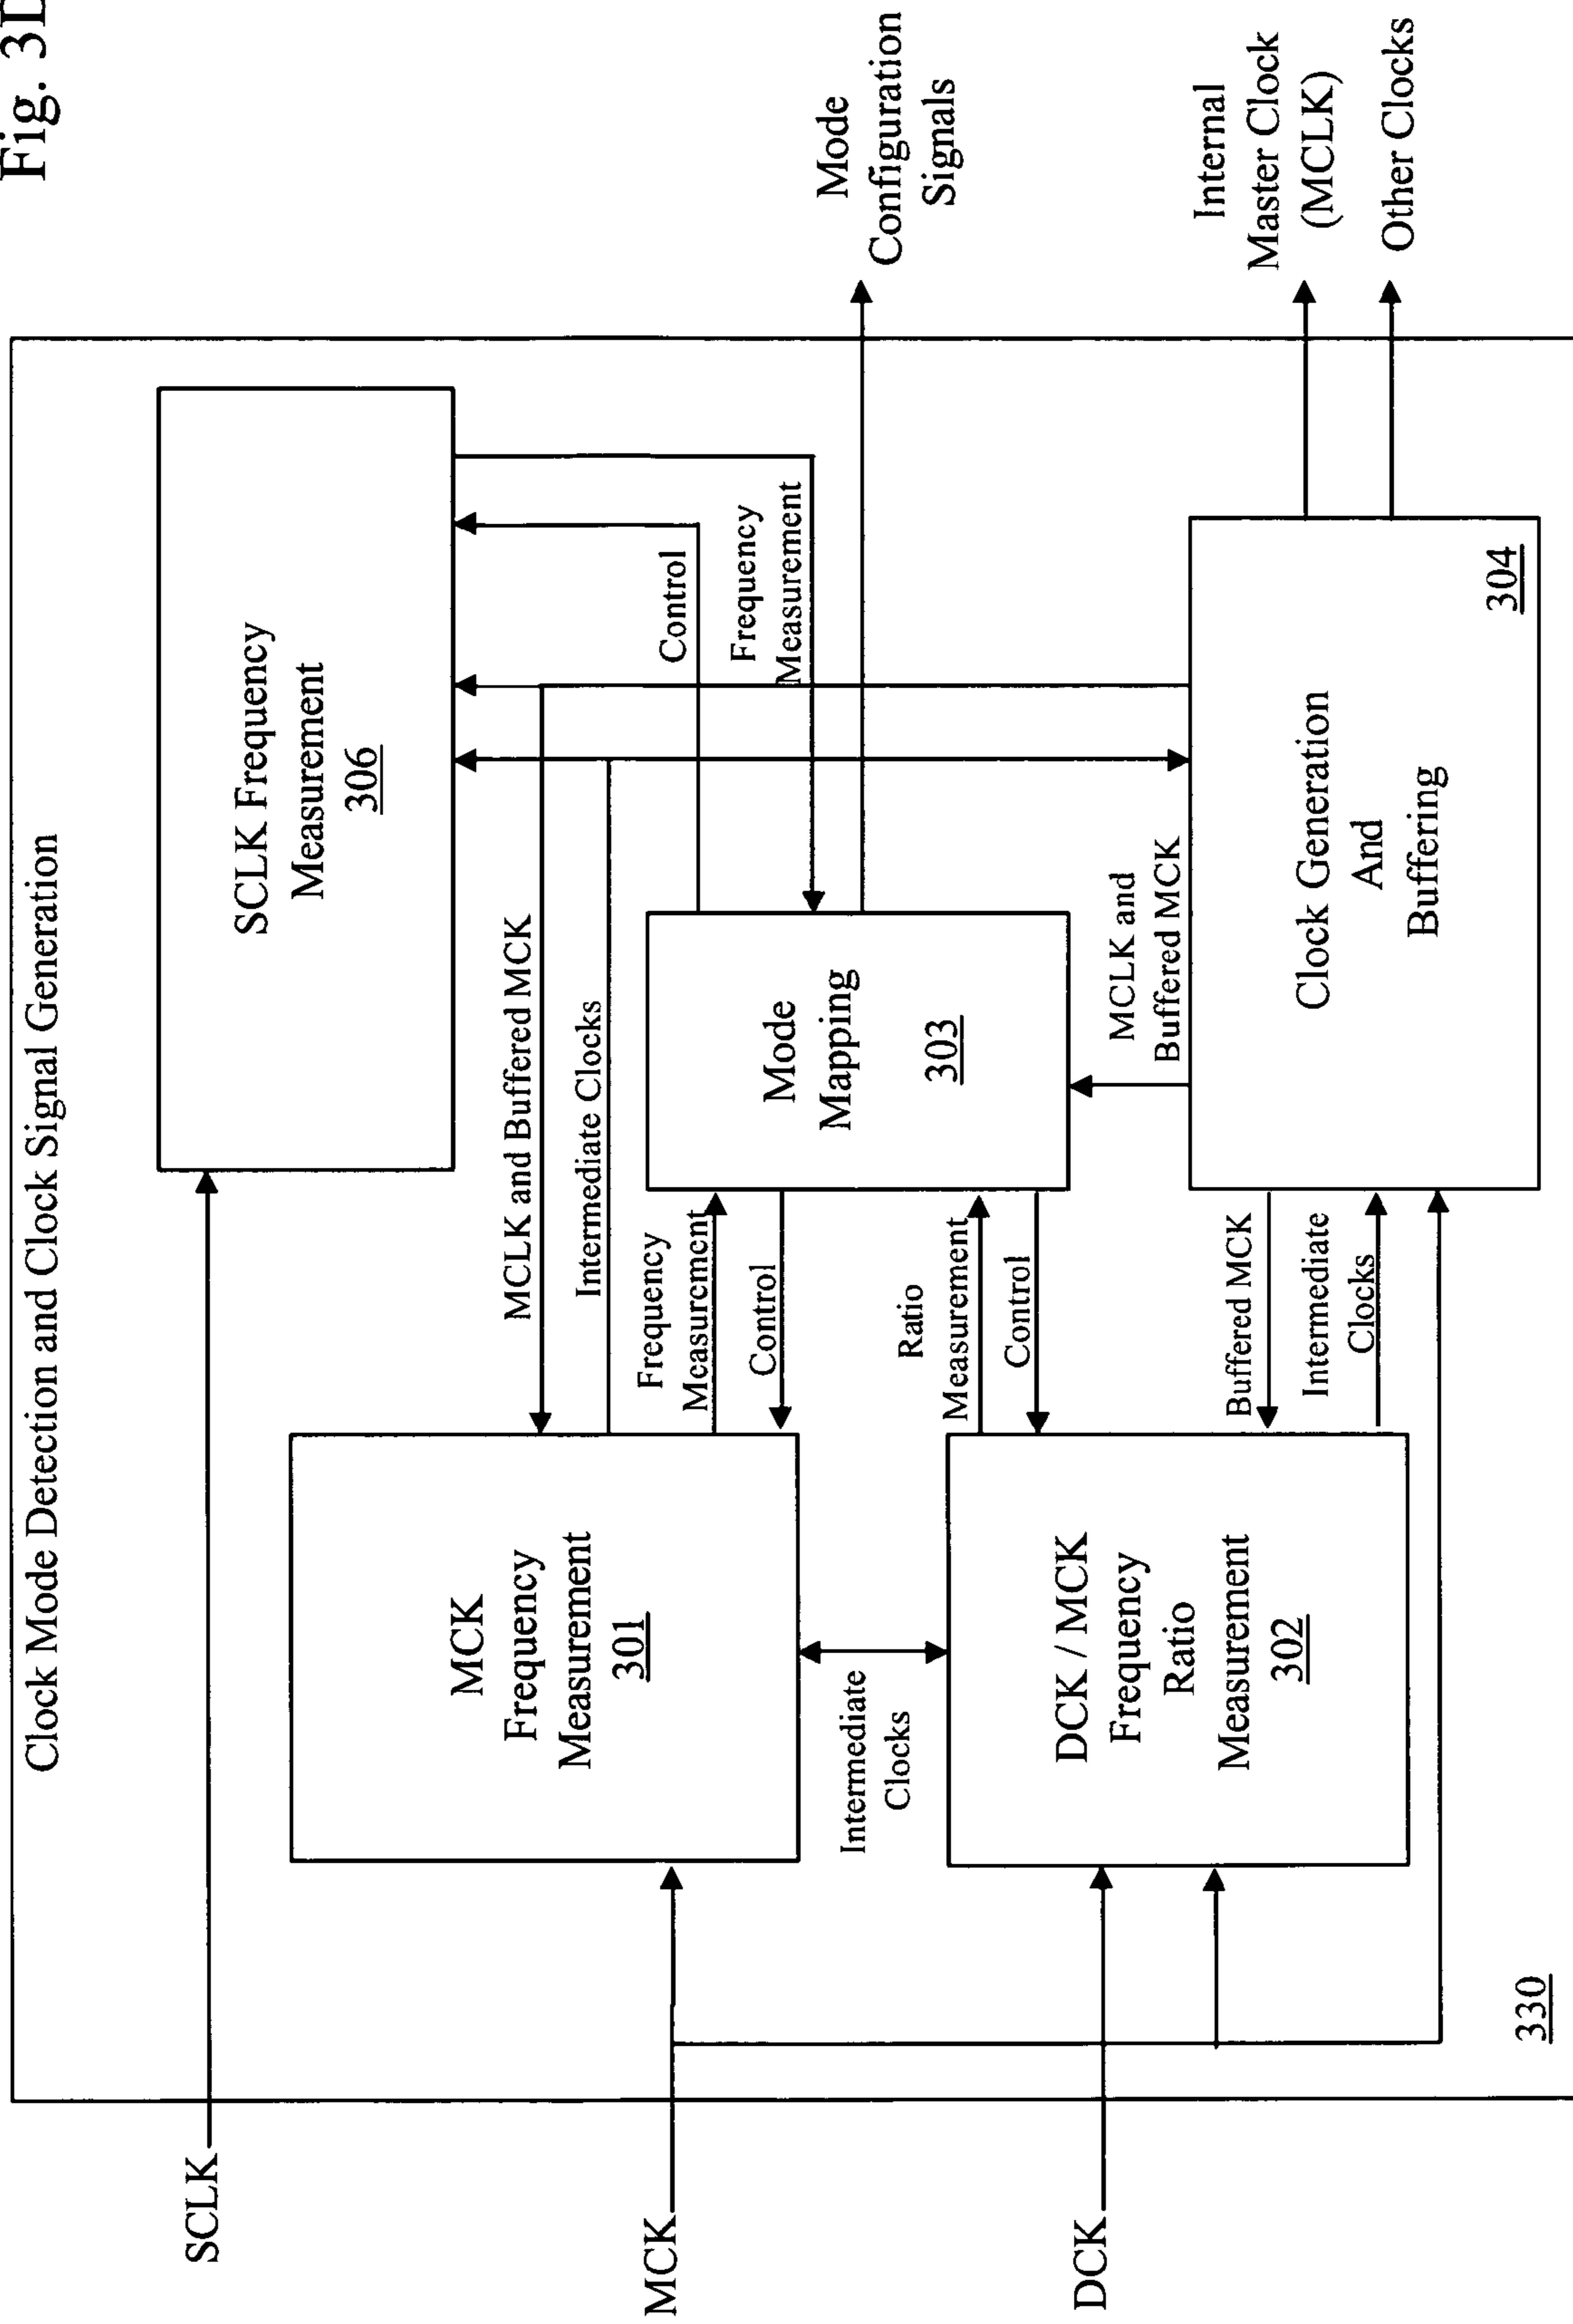 Fig. 3D
Clock Mode Detection and Clock Signal Generation
SCLK
MCK
DCK
SCLK Frequency
Measurement
306
MCLK and Buffered MCK
Intermediate Clocks
Control
Frequency
Measurement
MCK
Frequency
Measurement
301
Frequency
Measurement
Control
Mode
Mapping
303
Mode
Configuration
Signals
Intermediate
Clocks
Ratio
Measurement
Control
MCLK and
Buffered MCK
DCK / MCK
Frequency
Ratio
Measurement
302
Buffered MCK
Intermediate
Clocks
Clock Generation
And
Buffering
304
Internal
Master Clock
(MCLK)
Other Clocks
330